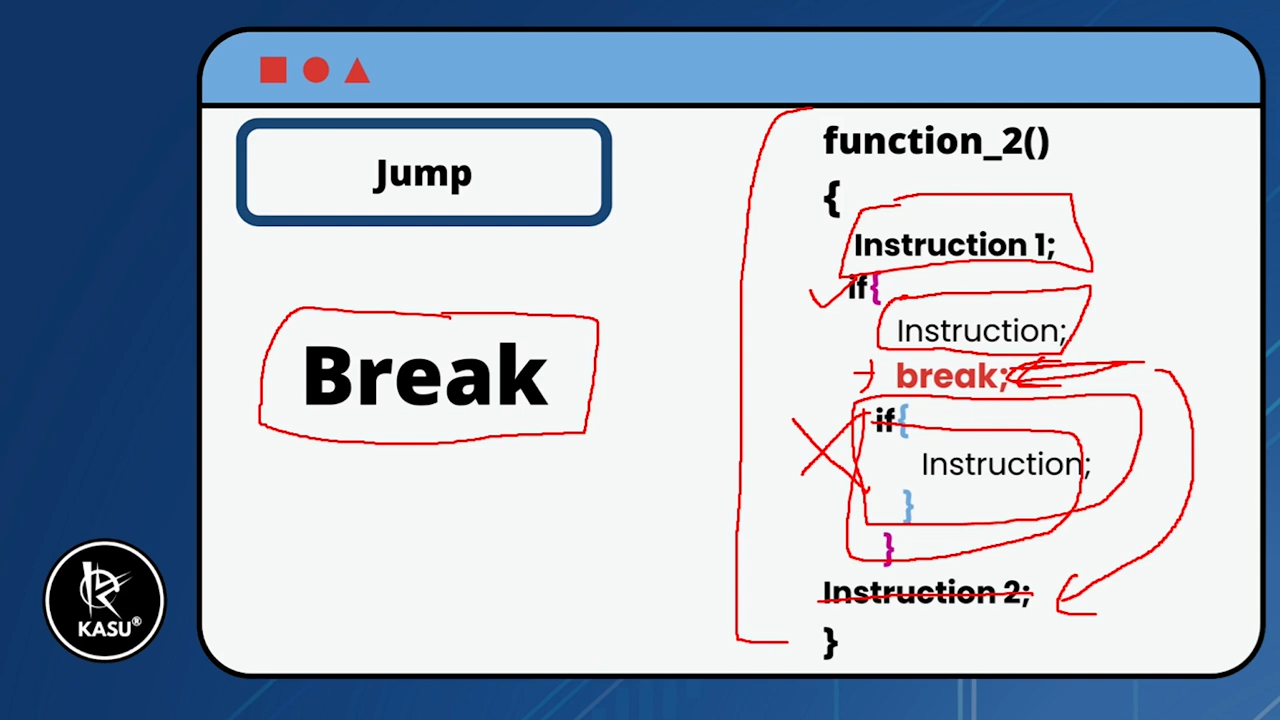 Jump
Break
function_2()
{
Instruction 1;
if{
Instruction;
break;
if{
Instruction;
}
}
Instruction 2;
}
KASU®